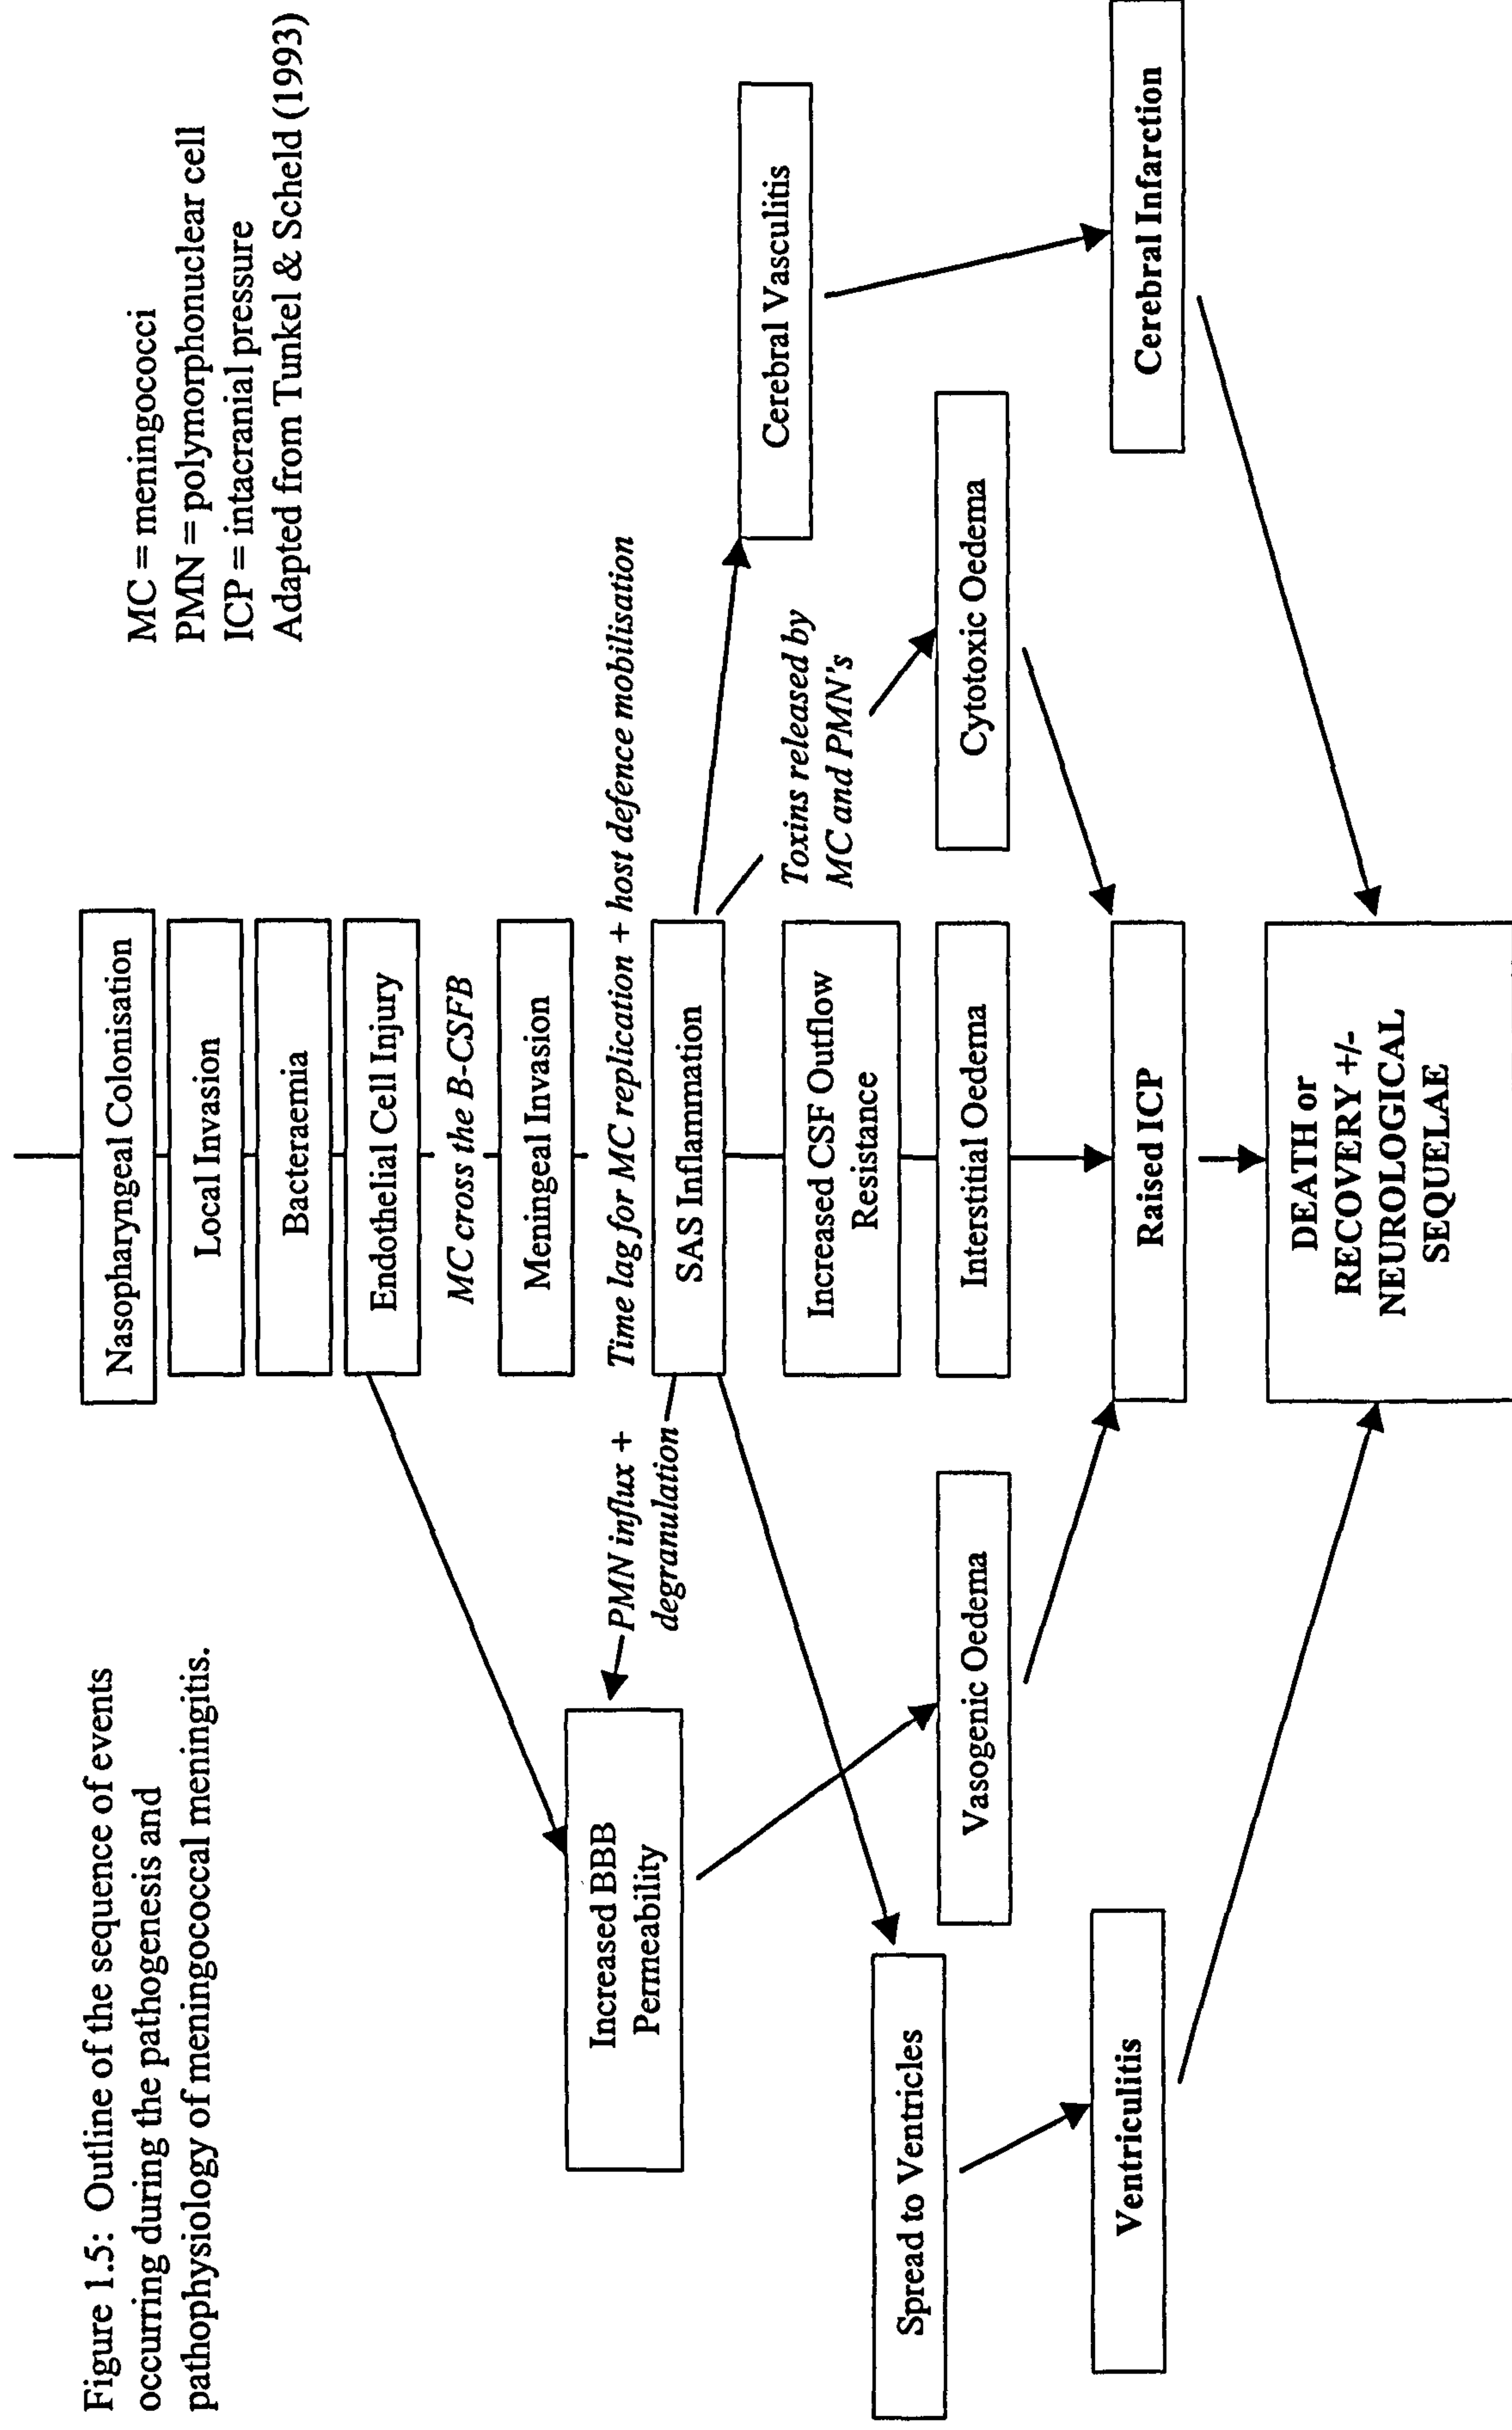 Figure 1.5: Outline of the sequence of events
occurring during the pathogenesis and
pathophysiology of meningococcal meningitis.
MC = meningococci
PMN = polymorphonuclear cell
ICP = intacranial pressure
Adapted from Tunkel & Scheld (1993)
Nasopharyngeal Colonisation
Local Invasion
Bacteraemia
Endothelial Cell Injury
MC cross the B-CSFB
Meningeal Invasion
Time lag for MC replication + host defence mobilisation
PMN influx +
degranulation
Increased BBB
Permeability
SAS Inflammation
Cerebral Vasculitis
Toxins released by
MC and PMN's
Increased CSF Outflow
Resistance
Spread to Ventricles
Vasogenic Oedema
Interstitial Oedema
Cytotoxic Oedema
Ventriculitis
Raised ICP
Cerebral Infarction
DEATH or
RECOVERY +/-
NEUROLOGICAL
SEQUELAE